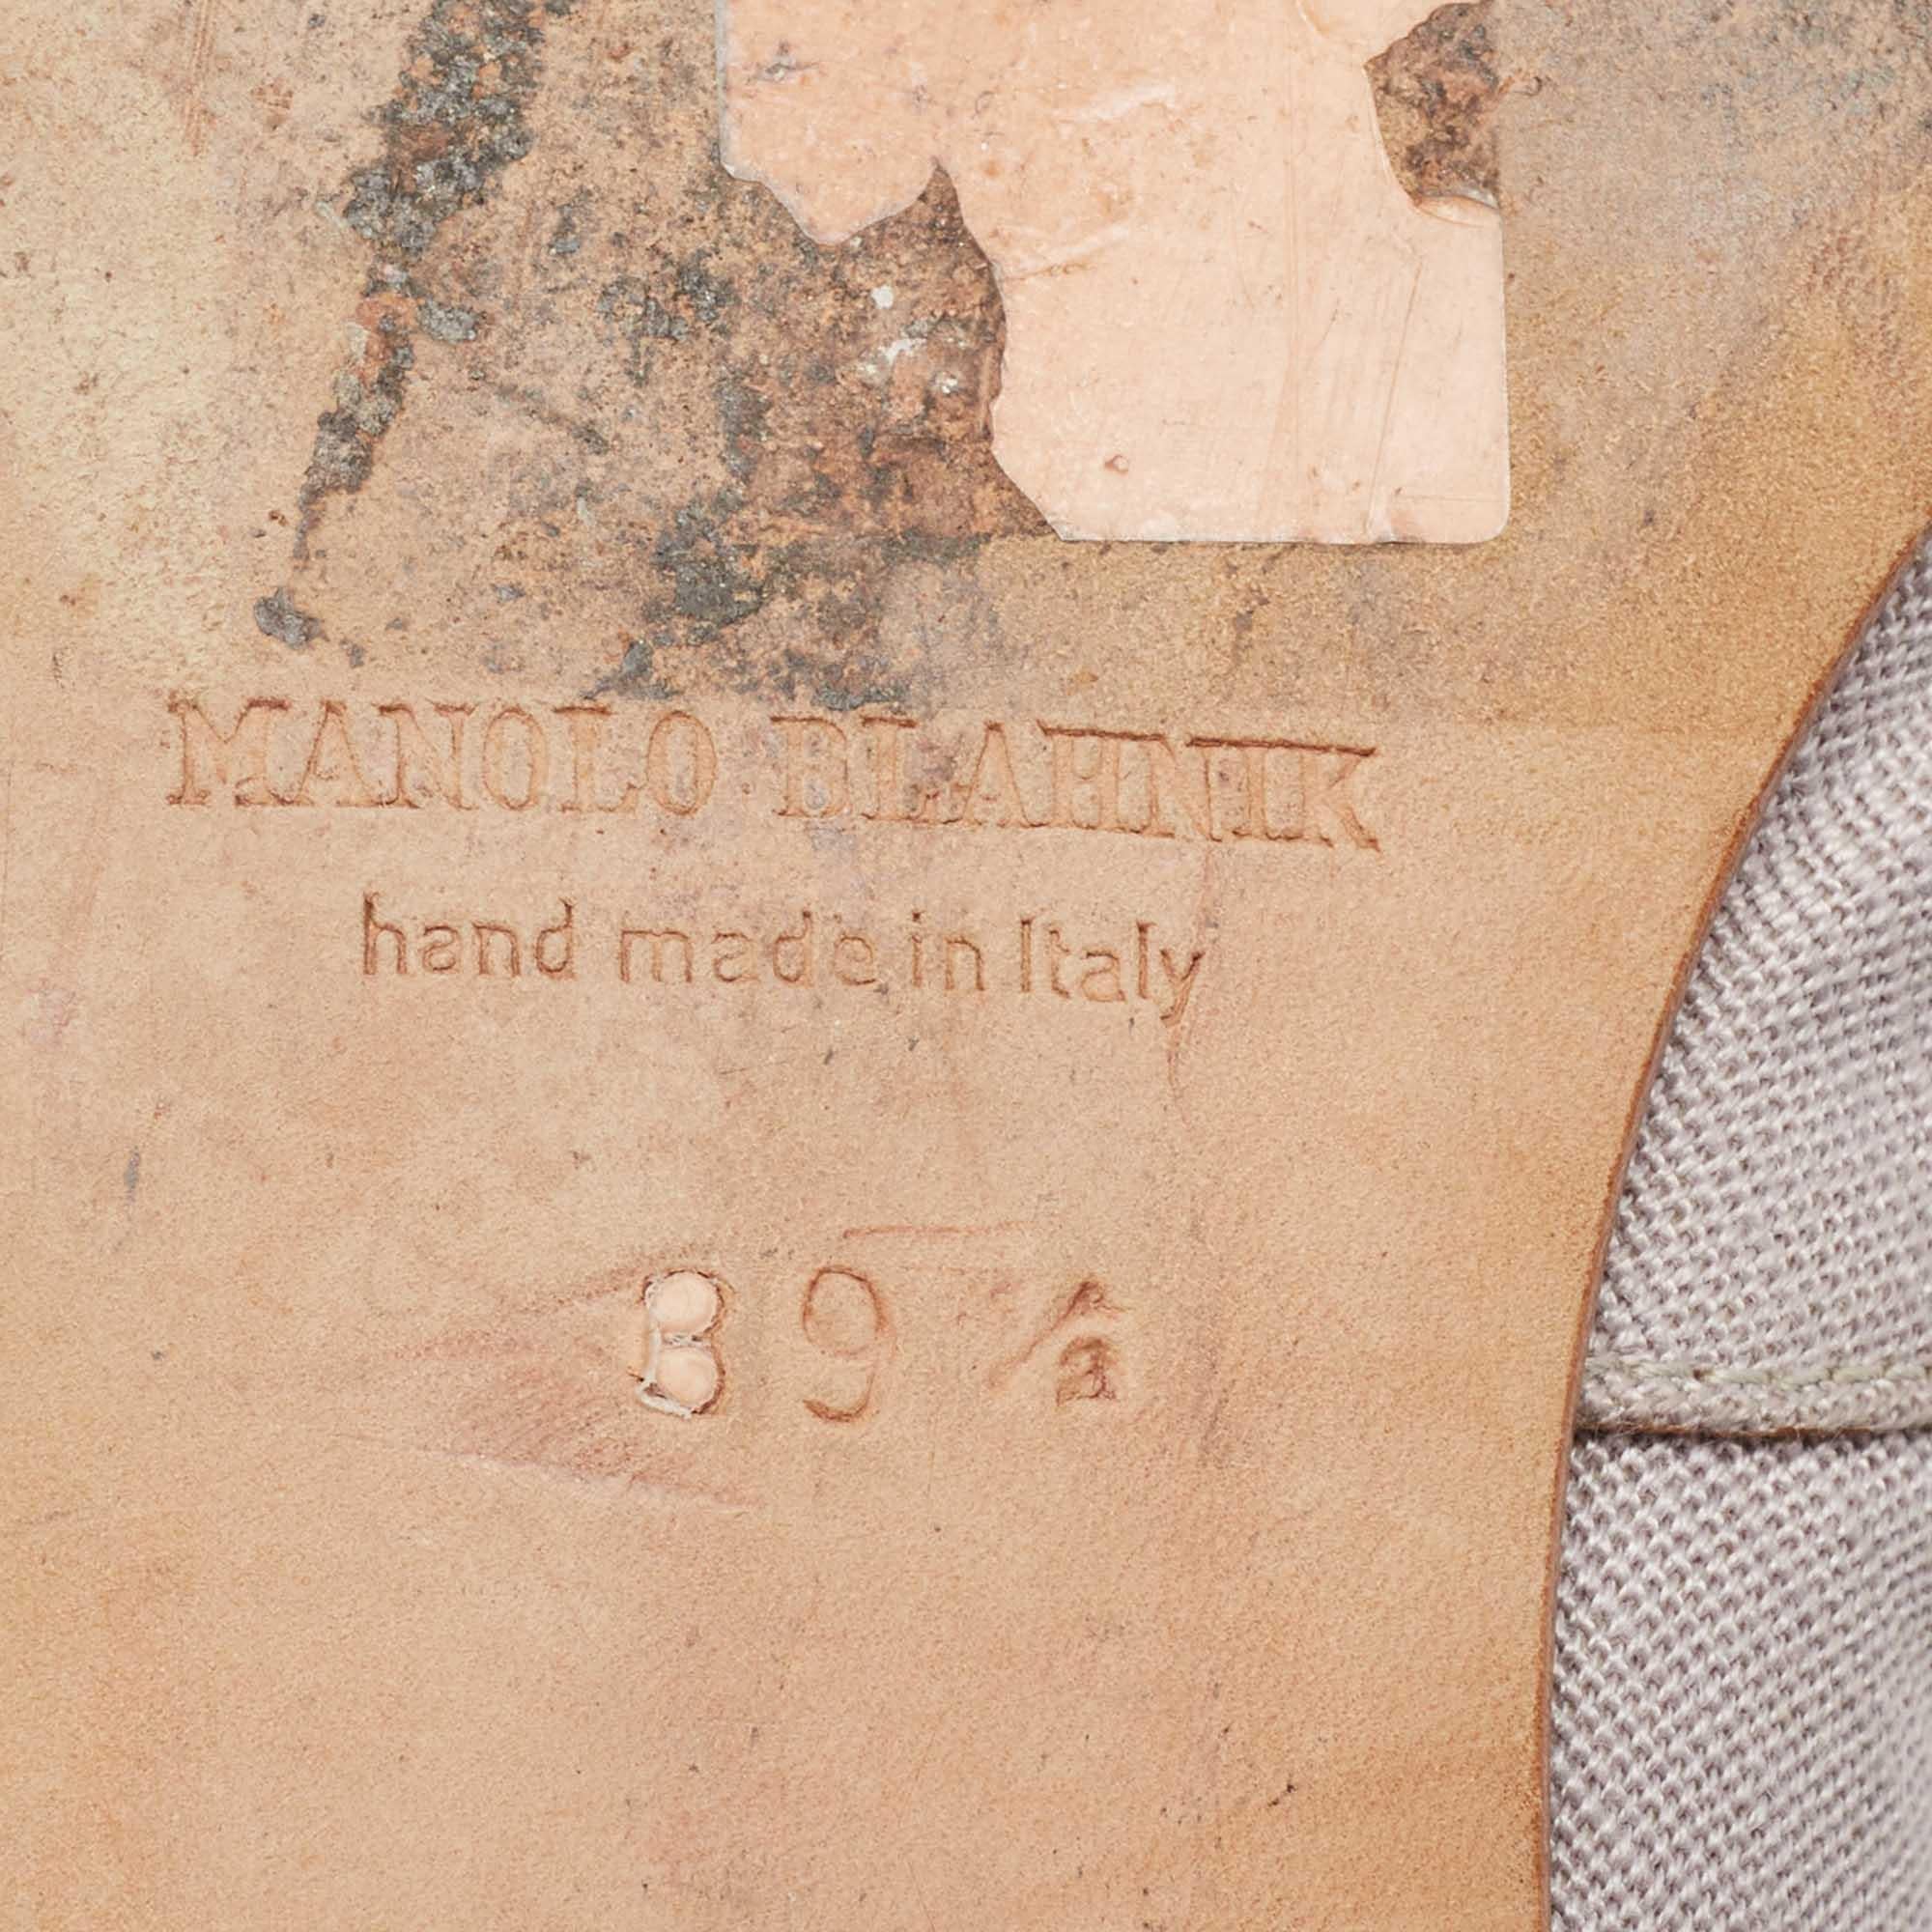 MANOLO·BLAHNIK
hand made in Italy
39 ½